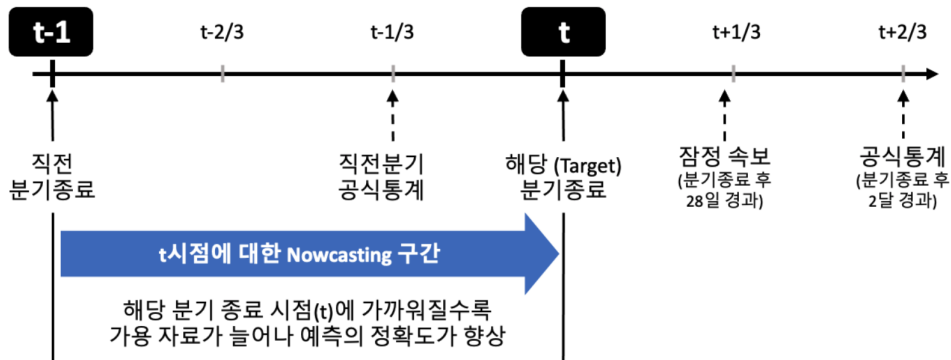 t-1
t-2/3
t-1/3
t
t+1/3
t+2/3
직전
분기종료
직전분기
공식통계
해당 (Target)
분기종료
잠정 속보
(분기종료 후
28일 경과)
공식통계
(분기종료 후
2달 경과)
t시점에 대한 Nowcasting 구간
해당 분기 종료 시점(t)에 가까워질수록
가용 자료가 늘어나 예측의 정확도가 향상